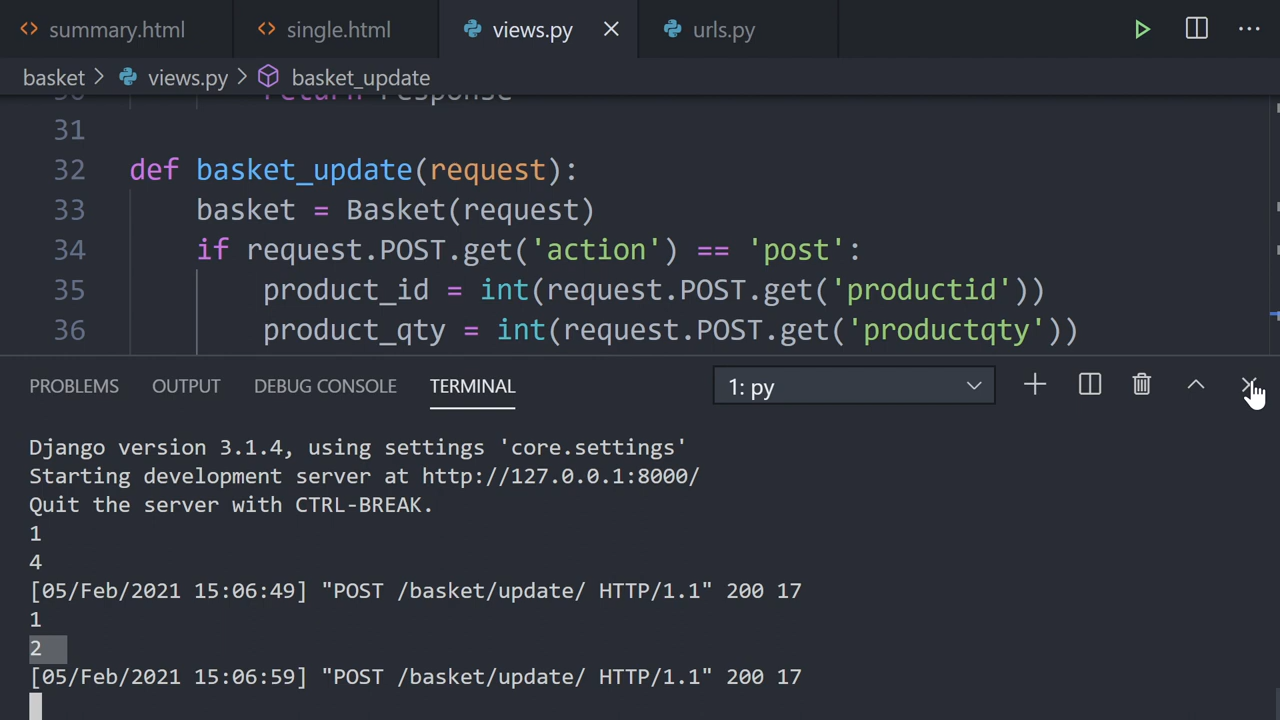 summary.html single.html views.py urls.py
basket > views.py > basket_update
30 return response
31
32 def basket_update(request):
33 basket = Basket(request)
34 if request.POST.get('action') == 'post':
35 product_id = int(request.POST.get('productid'))
36 product_qty = int(request.POST.get('productqty'))
PROBLEMS OUTPUT DEBUG CONSOLE TERMINAL 1: py
Django version 3.1.4, using settings 'core.settings'
Starting development server at http://127.0.0.1:8000/
Quit the server with CTRL-BREAK.
1
4
[05/Feb/2021 15:06:49] "POST /basket/update/ HTTP/1.1" 200 17
1
2
[05/Feb/2021 15:06:59] "POST /basket/update/ HTTP/1.1" 200 17